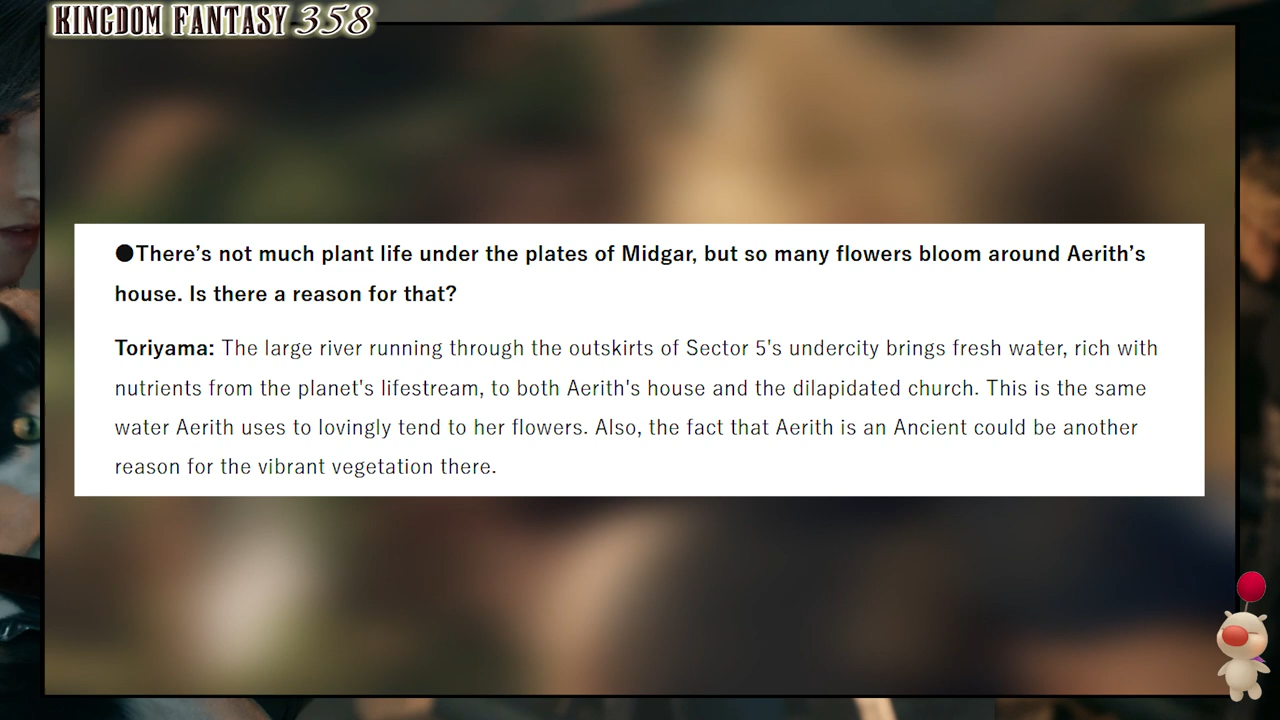 KINGDOM FANTASY 358
●There's not much plant life under the plates of Midgar, but so many flowers bloom around Aerith's
house. Is there a reason for that?
Toriyama: The large river running through the outskirts of Sector 5's undercity brings fresh water, rich with
nutrients from the planet's lifestream, to both Aerith's house and the dilapidated church. This is the same
water Aerith uses to lovingly tend to her flowers. Also, the fact that Aerith is an Ancient could be another
reason for the vibrant vegetation there.